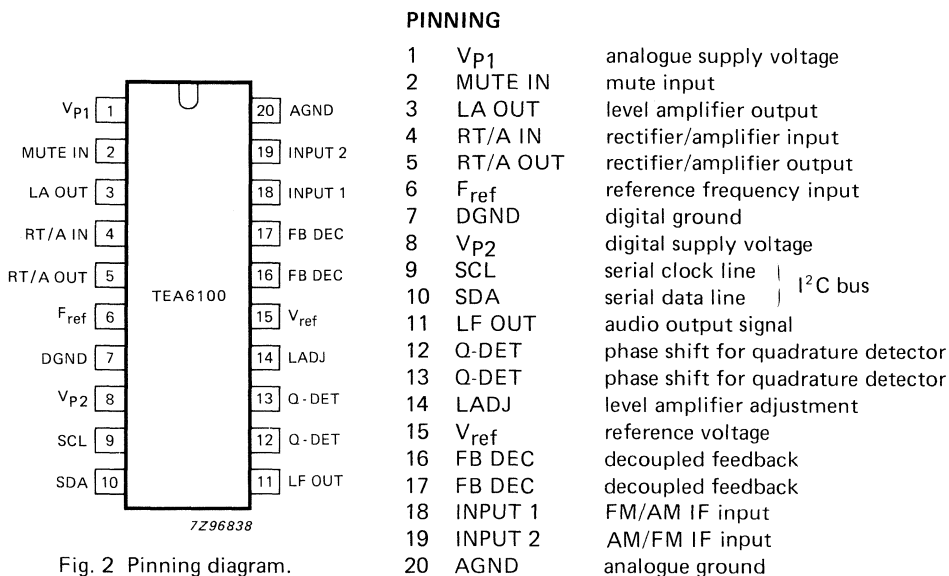 PINNING
1 VP1 analogue supply voltage
2 MUTE IN mute input
3 LA OUT level amplifier output
4 RT/A IN rectifier/amplifier input
5 RT/A OUT rectifier/amplifier output
6 Fref reference frequency input
7 DGND digital ground
8 VP2 digital supply voltage
9 SCL serial clock line
10 SDA serial data line
I²C bus
11 LF OUT audio output signal
12 Q-DET phase shift for quadrature detector
13 Q-DET phase shift for quadrature detector
14 LADJ level amplifier adjustment
15 Vref reference voltage
16 FB DEC decoupled feedback
17 FB DEC decoupled feedback
18 INPUT 1 FM/AM IF input
19 INPUT 2 AM/FM IF input
20 AGND analogue ground
VP1 1 20 AGND
MUTE IN 2 19 INPUT 2
LA OUT 3 18 INPUT 1
RT/A IN 4 17 FB DEC
RT/A OUT 5 16 FB DEC
TEA6100
Fref 6 15 Vref
DGND 7 14 LADJ
VP2 8 13 Q-DET
SCL 9 12 Q-DET
SDA 10 11 LF OUT
7Z96838
Fig. 2 Pinning diagram.